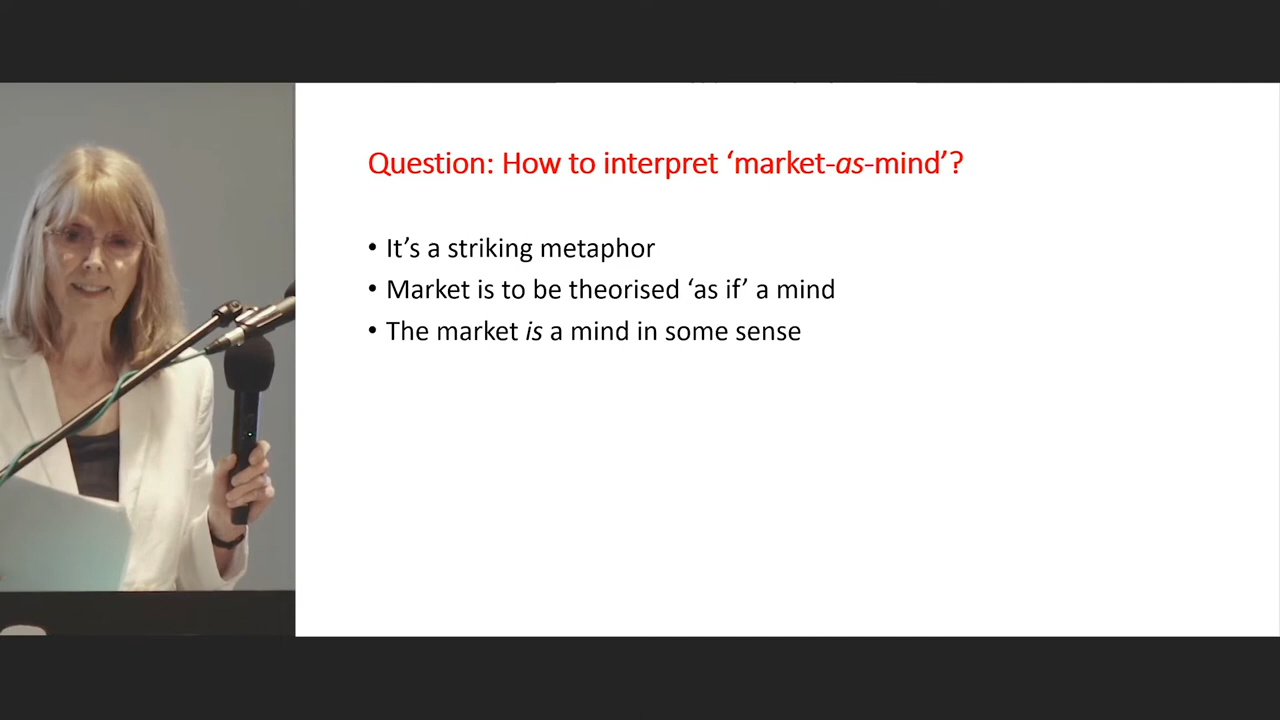 Question: How to interpret ‘market-as-mind’?
• It’s a striking metaphor
• Market is to be theorised ‘as if’ a mind
• The market is a mind in some sense